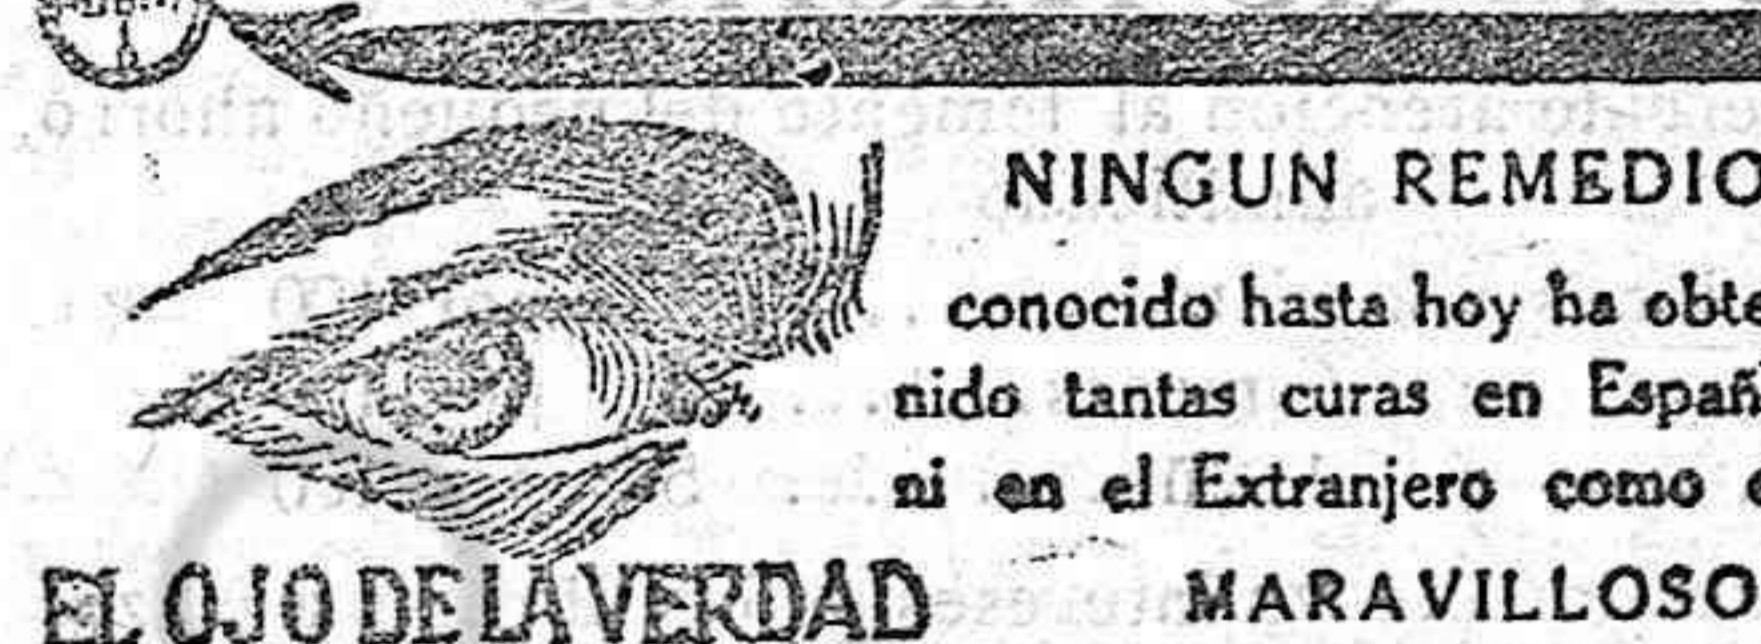 NINGUN REMEDIO
conocido hasta hoy ha obte
nido tantas curas en Españ
ni en el Extranjero como
EL OJO DE LA VERDAD
MARAVILLOSO